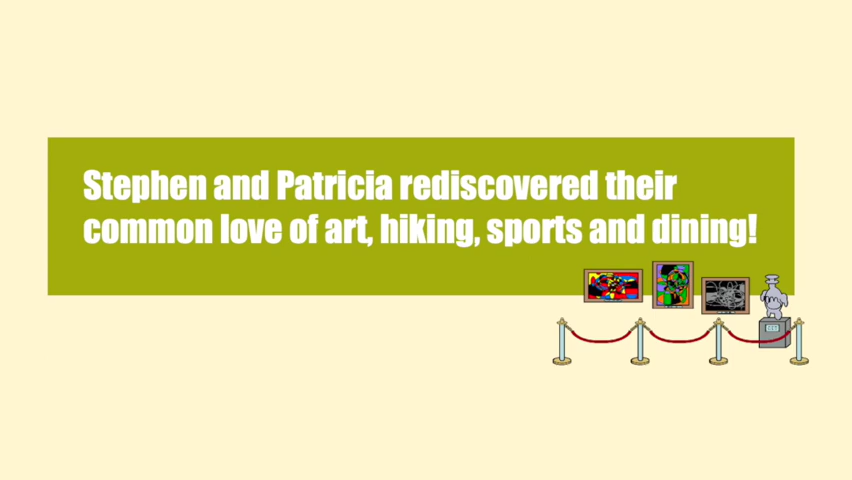 Stephen and Patricia rediscovered their
common love of art, hiking, sports and dining!